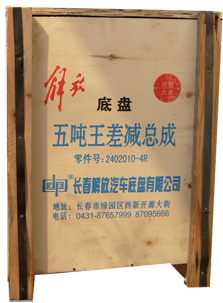 解放
底盘
五吨王差减总成
零件号：2402010-4R
® 长春解放汽车底盘有限公司
地址：长春市绿园区西新开源大街
电话：0431-87657999 87095666